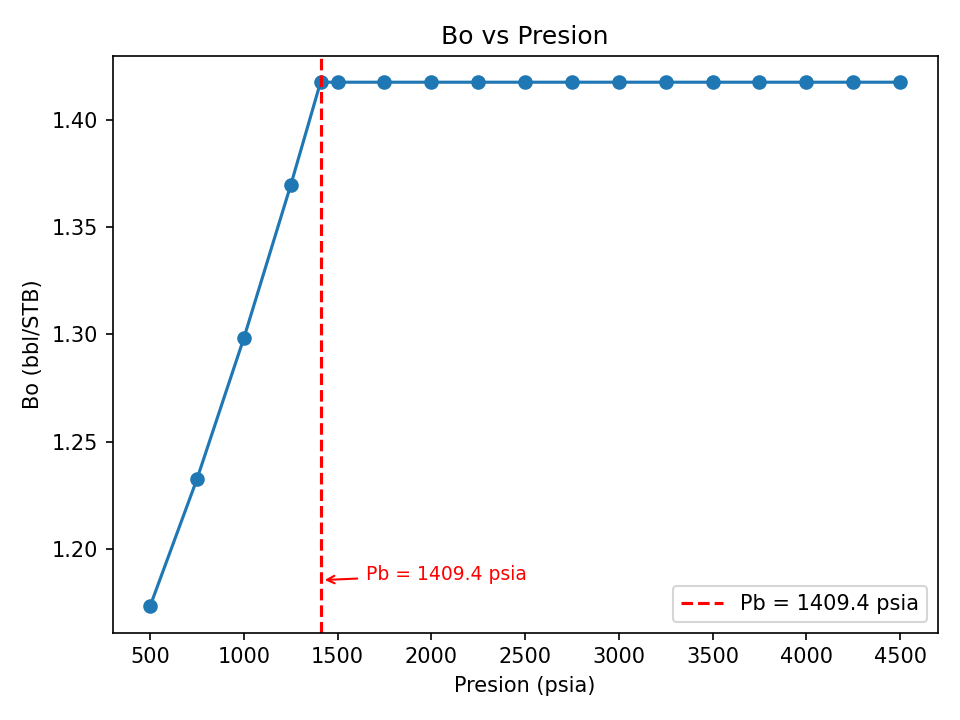 Bo vs Presion
Bo (bbl/STB)
1.40
1.35
1.30
1.25
1.20
Pb = 1409.4 psia
Pb = 1409.4 psia
500 1000 1500 2000 2500 3000 3500 4000 4500
Presion (psia)